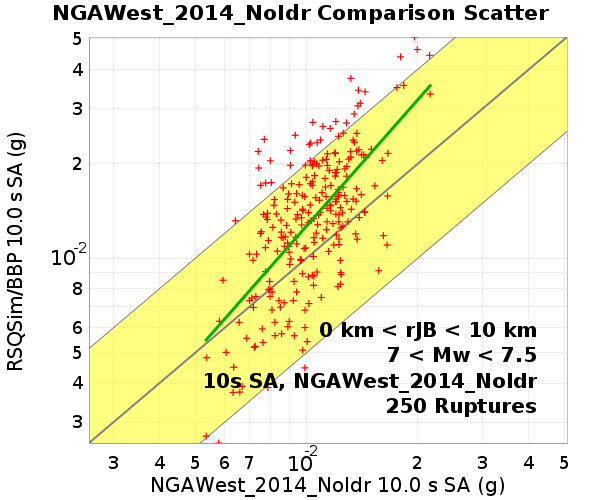 NGAWest_2014_NoIdr Comparison Scatter
RSQSim/BBP 10.0 s SA (g)
5
4
3
2
10⁻²
8
6
5
4
3
0 km < rJB < 10 km
7 < Mw < 7.5
10s SA, NGAWest_2014_NoIdr
250 Ruptures
3 4 5 6 7 10⁻² 2 3 4 5
NGAWest_2014_NoIdr 10.0 s SA (g)